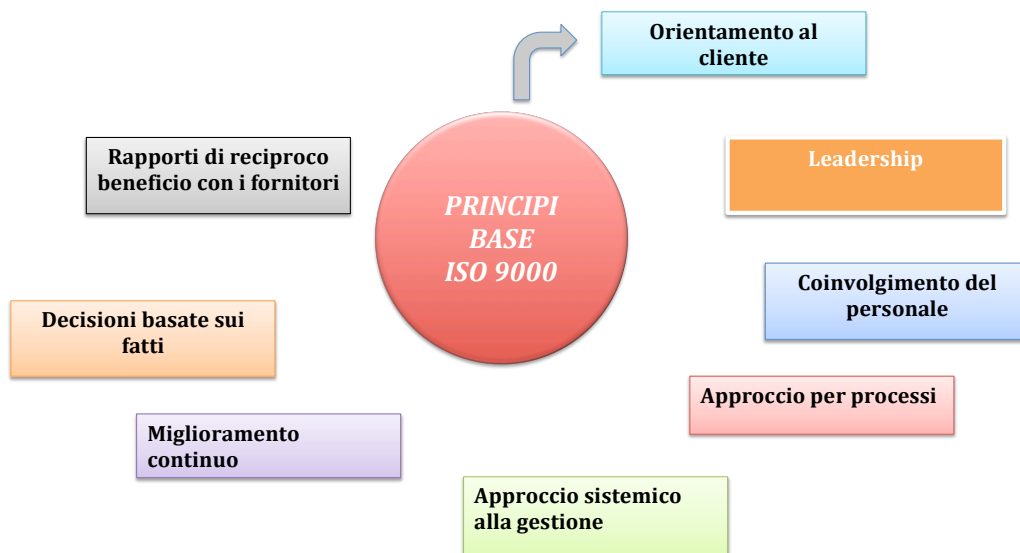 Orientamento al
cliente
Leadership
Coinvolgimento del
personale
Approccio per processi
Approccio sistemico
alla gestione
Miglioramento
continuo
Decisioni basate sui
fatti
Rapporti di reciproco
beneficio con i fornitori
PRINCIPI
BASE
ISO 9000